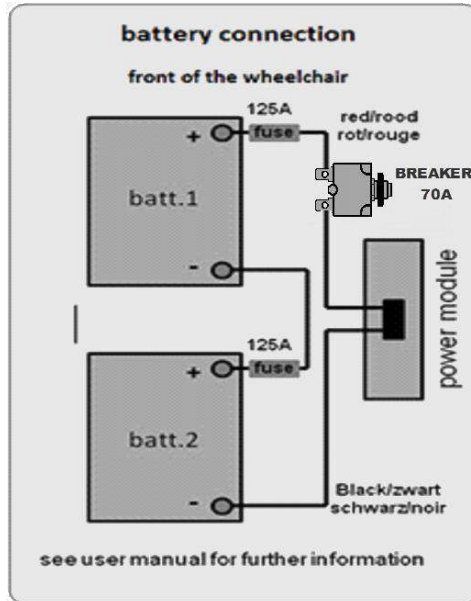 battery connection
front of the wheelchair
125A
fuse
red/rood
rot/rouge
+
BREAKER
70A
batt.1
-
power module
125A
fuse
+
batt.2
-
Black/zwart
schwarz/noir
see user manual for further information